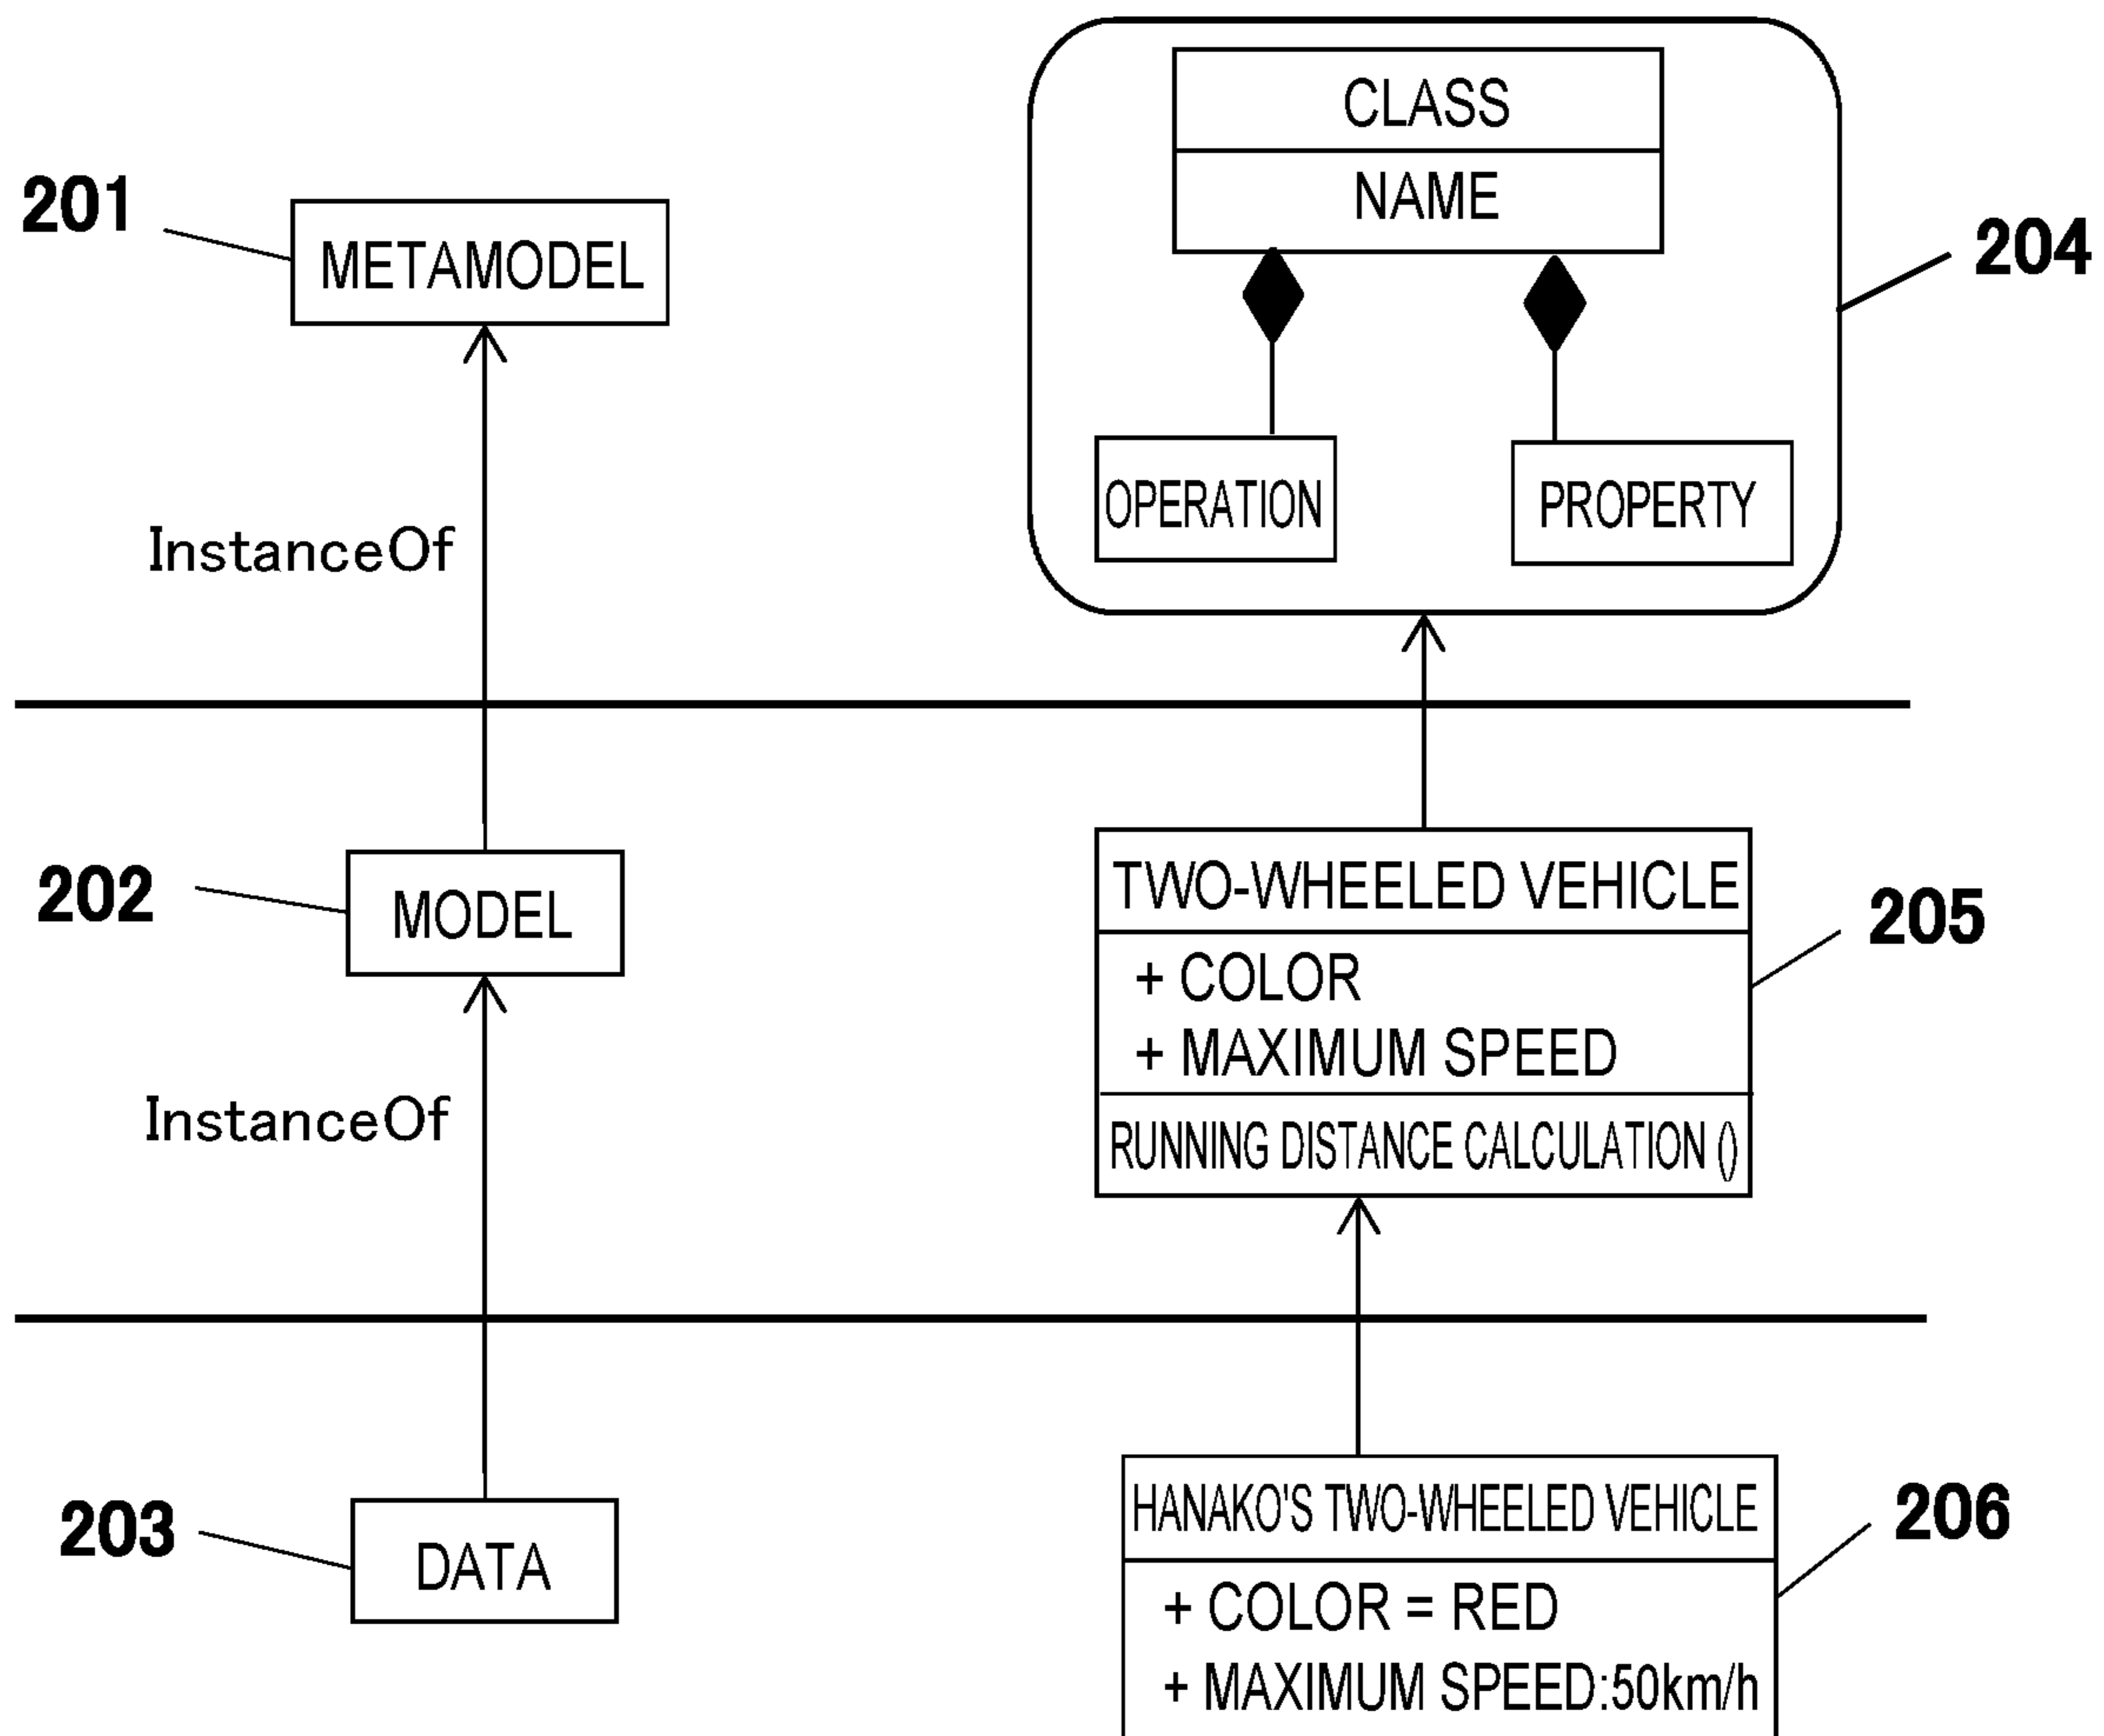 CLASS
NAME
201
METAMODEL
204
OPERATION
PROPERTY
InstanceOf
202
MODEL
TWO-WHEELED VEHICLE
205
+ COLOR
+ MAXIMUM SPEED
InstanceOf
RUNNING DISTANCE CALCULATION ()
203
DATA
HANAKO'S TWO-WHEELED VEHICLE
206
+ COLOR = RED
+ MAXIMUM SPEED:50km/h